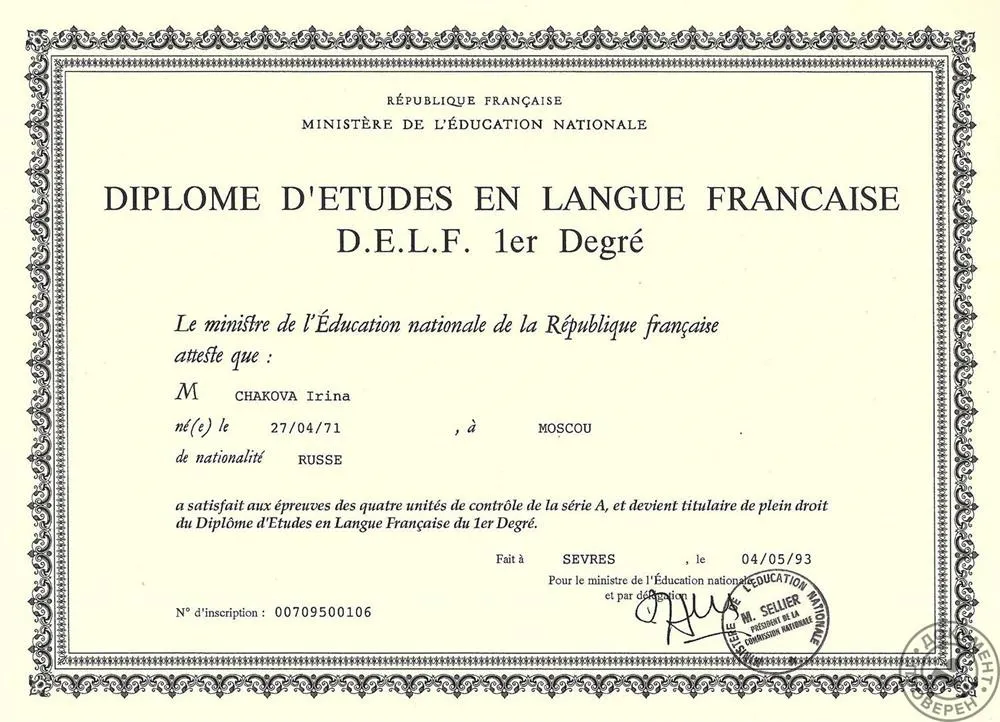 RÉPUBLIQUE FRANÇAISE
MINISTÈRE DE L'ÉDUCATION NATIONALE
DIPLOME D'ETUDES EN LANGUE FRANCAISE
D.E.L.F. 1er Degré
Le ministre de l'Éducation nationale de la République française
atteste que :
M CHAKOVA Irina
né(e) le 27/04/71 , à MOSCOU
de nationalité RUSSE
a satisfait aux épreuves des quatre unités de contrôle de la série A, et devient titulaire de plein droit
du Diplôme d'Etudes en Langue Française du 1er Degré.
Fait à SEVRES , le 04/05/93
Pour le ministre de l'Éducation nationale
et par délégation
N° d'inscription : 00709500106
MINISTÈRE DE L'EDUCATION NATIONALE
M. SELLIER
PRÉSIDENT DE LA
COMMISSION NATIONALE
ДОКУМЕНТ
ПРОВЕРЕН